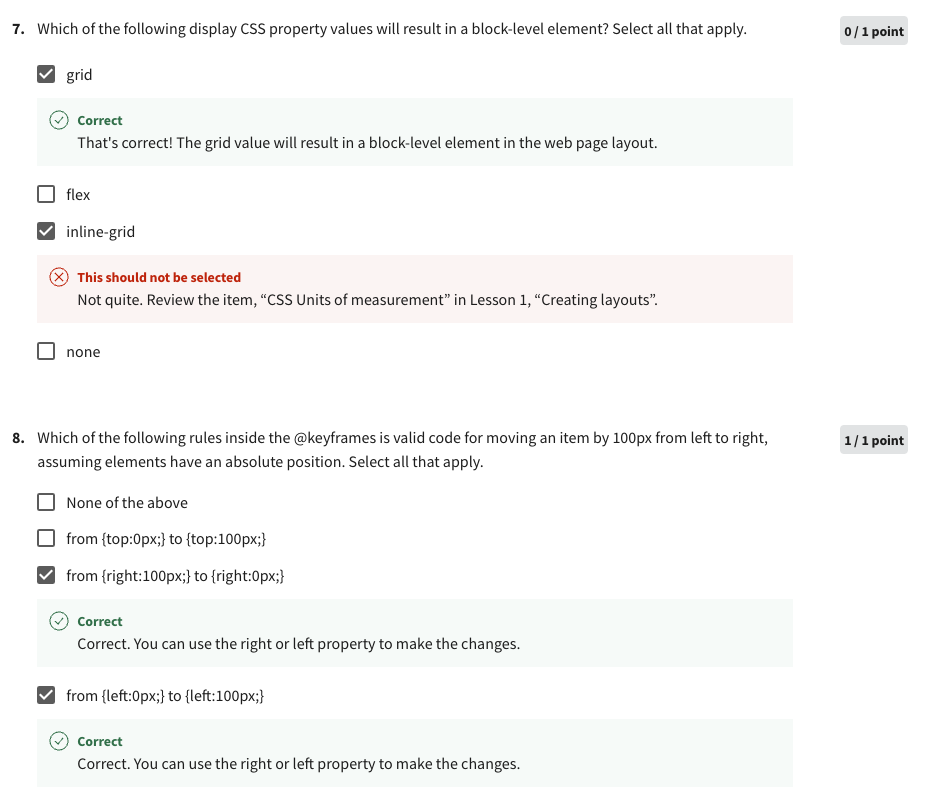 7. Which of the following display CSS property values will result in a block-level element? Select all that apply.
0 / 1 point
grid
Correct
That's correct! The grid value will result in a block-level element in the web page layout.
flex
inline-grid
This should not be selected
Not quite. Review the item, “CSS Units of measurement” in Lesson 1, “Creating layouts”.
none
8. Which of the following rules inside the @keyframes is valid code for moving an item by 100px from left to right,
assuming elements have an absolute position. Select all that apply.
1 / 1 point
None of the above
from {top:0px;} to {top:100px;}
from {right:100px;} to {right:0px;}
Correct
Correct. You can use the right or left property to make the changes.
from {left:0px;} to {left:100px;}
Correct
Correct. You can use the right or left property to make the changes.